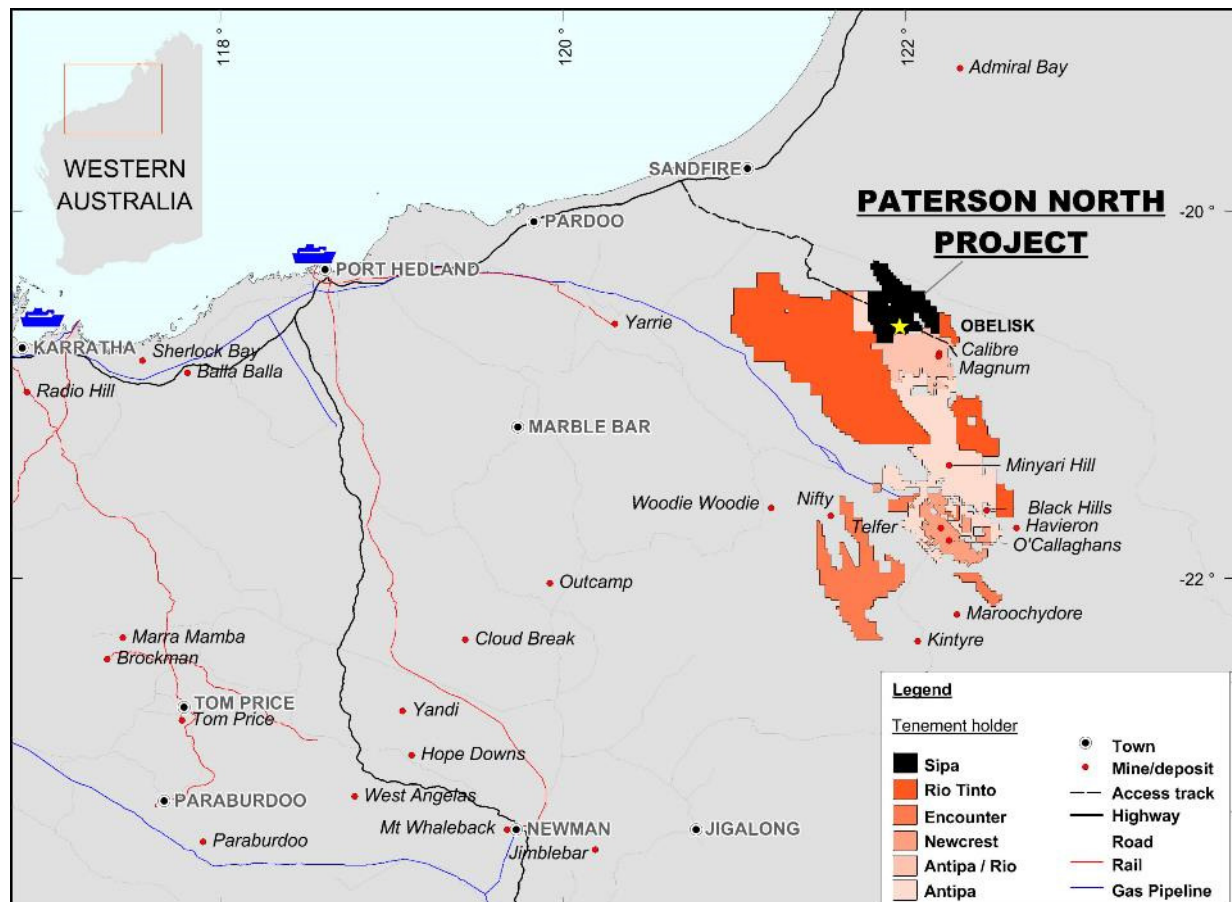 118 °
120 °
122 °
Admiral Bay
WESTERN
AUSTRALIA
SANDFIRE
PATERSON NORTH
PROJECT
-20 °
PARDOO
PORT HEDLAND
Yarrie
OBELISK
KARRATHA
Sherlock Bay
Balla Balla
Calibre
Magnum
Radio Hill
MARBLE BAR
Minyari Hill
Woodie Woodie
Nifty
Black Hills
Telfer
Havieron
O'Callaghans
-22 °
Outcamp
Maroochydore
Marra Mamba
Cloud Break
Kintyre
Brockman
TOM PRICE
Tom Price
Yandi
Hope Downs
PARABURDOO
West Angelas
Mt Whaleback
NEWMAN
JIGALONG
Paraburdoo
Jimblebar
Legend
Tenement holder
Sipa
Rio Tinto
Encounter
Newcrest
Antipa / Rio
Antipa
Town
Mine/deposit
Access track
Highway
Road
Rail
Gas Pipeline